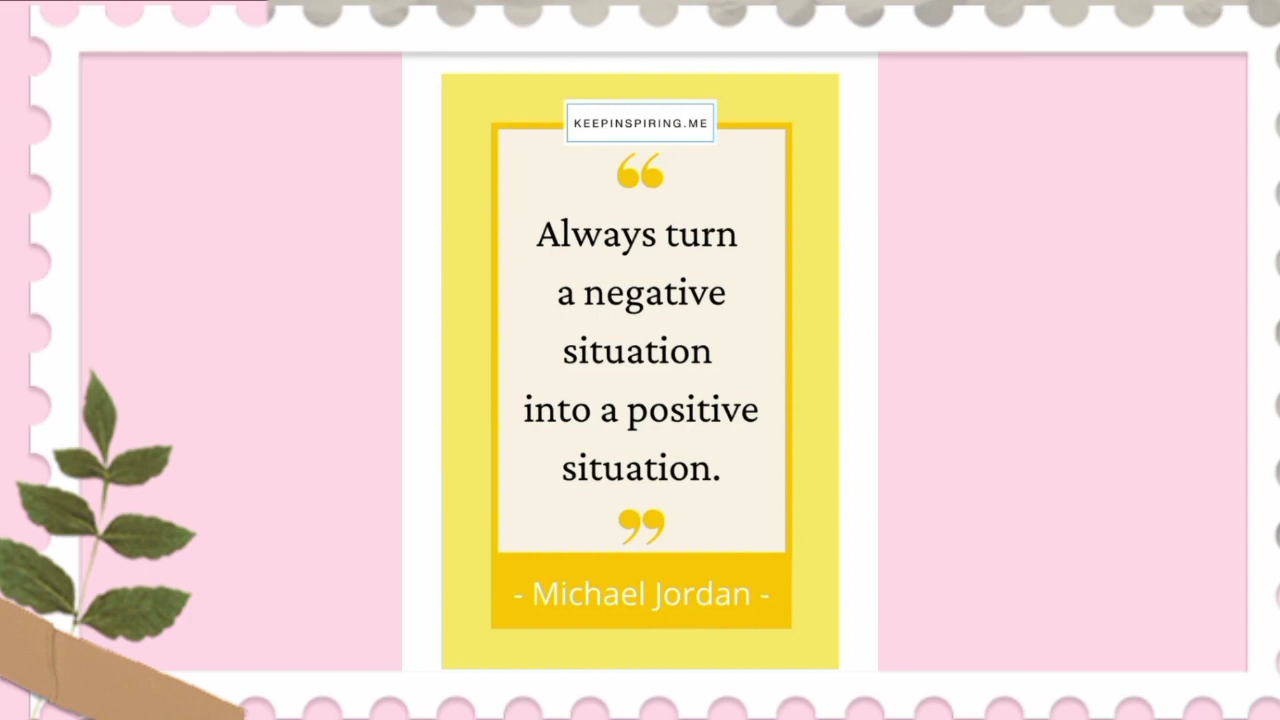 KEEPINSPIRING.ME
“
Always turn
a negative
situation
into a positive
situation.
”
- Michael Jordan -